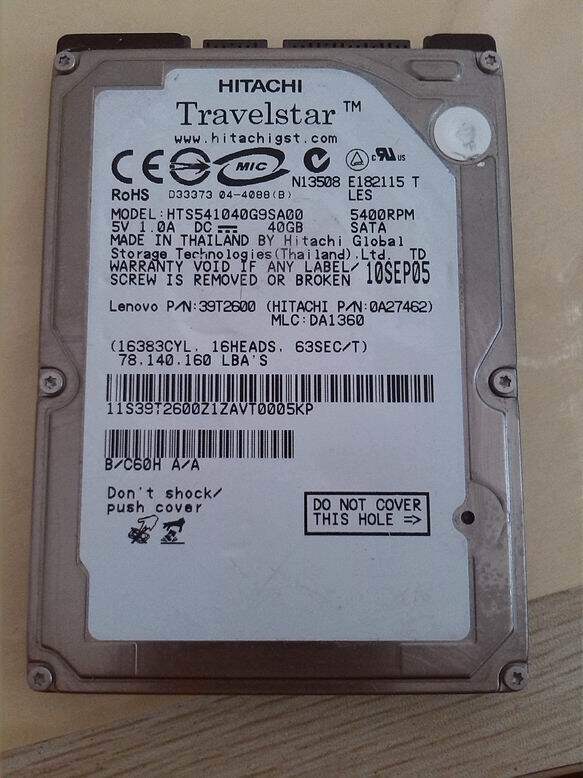 HITACHI
Travelstar™
www.hitachigst.com
CE MIC
N13508 E182115 T
RoHS D33373 04-4088(B) LES
MODEL:HTS541040G9SA00 5400RPM
5V 1.0A DC 40GB SATA
MADE IN THAILAND BY Hitachi Global
Storage Technologies(Thailand).Ltd. TD
WARRANTY VOID IF ANY LABEL/ 10SEP05
SCREW IS REMOVED OR BROKEN
Lenovo P/N:39T2600 (HITACHI P/N:0A27462)
MLC:DA1360
(16383CYL. 16HEADS. 63SEC/T)
78.140.160 LBA'S
11S39T2600Z1ZAVT0005KP
B/C60H A/A
Don't shock/
push cover
DO NOT COVER
THIS HOLE =>